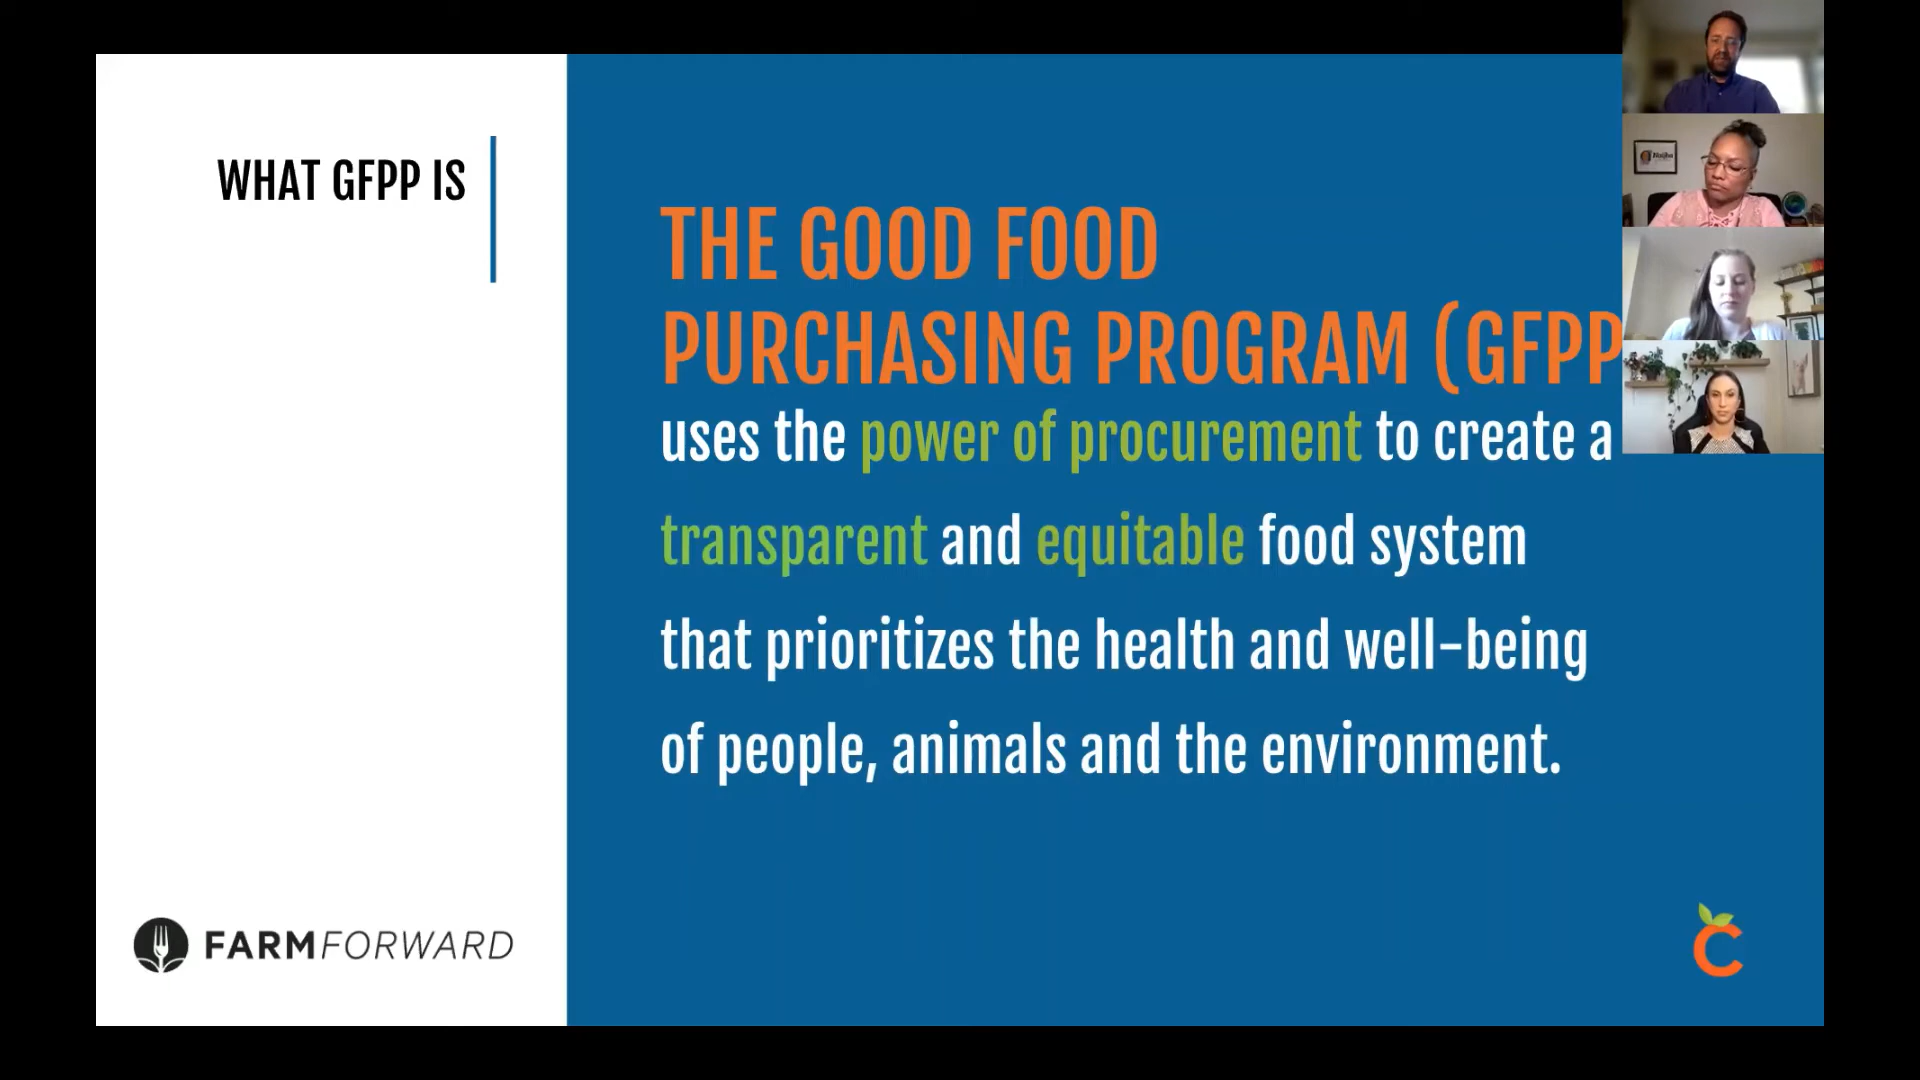 WHAT GFPP IS
THE GOOD FOOD
PURCHASING PROGRAM (GFPP
uses the power of procurement to create a
transparent and equitable food system
that prioritizes the health and well-being
of people, animals and the environment.
FARMFORWARD
Naijha